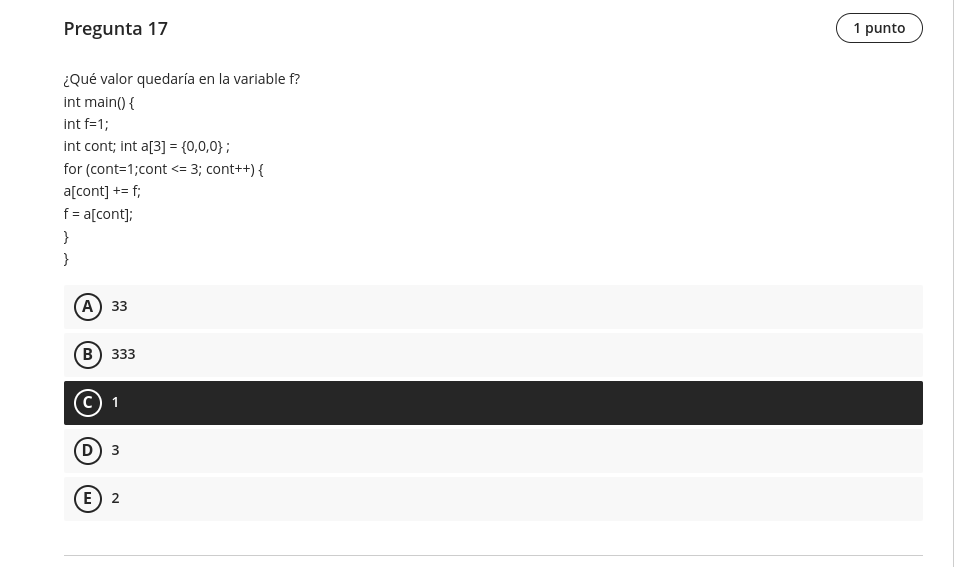 Pregunta 17
1 punto
¿Qué valor quedaría en la variable f?
int main() {
int f=1;
int cont; int a[3] = {0,0,0} ;
for (cont=1;cont <= 3; cont++) {
a[cont] += f;
f = a[cont];
}
}
A 33
B 333
C 1
D 3
E 2